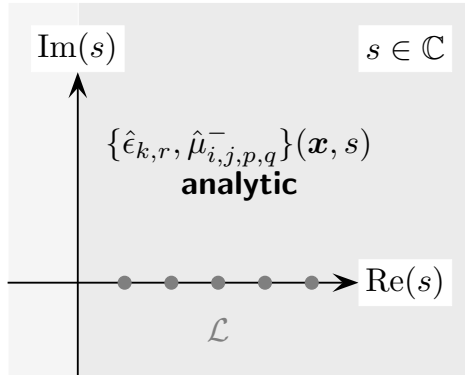 Im(s)
s ∈ ℂ
{ε̂_{k,r}, μ̂^-_{i,j,p,q}}(𝒙, s)
analytic
Re(s)
ℒ